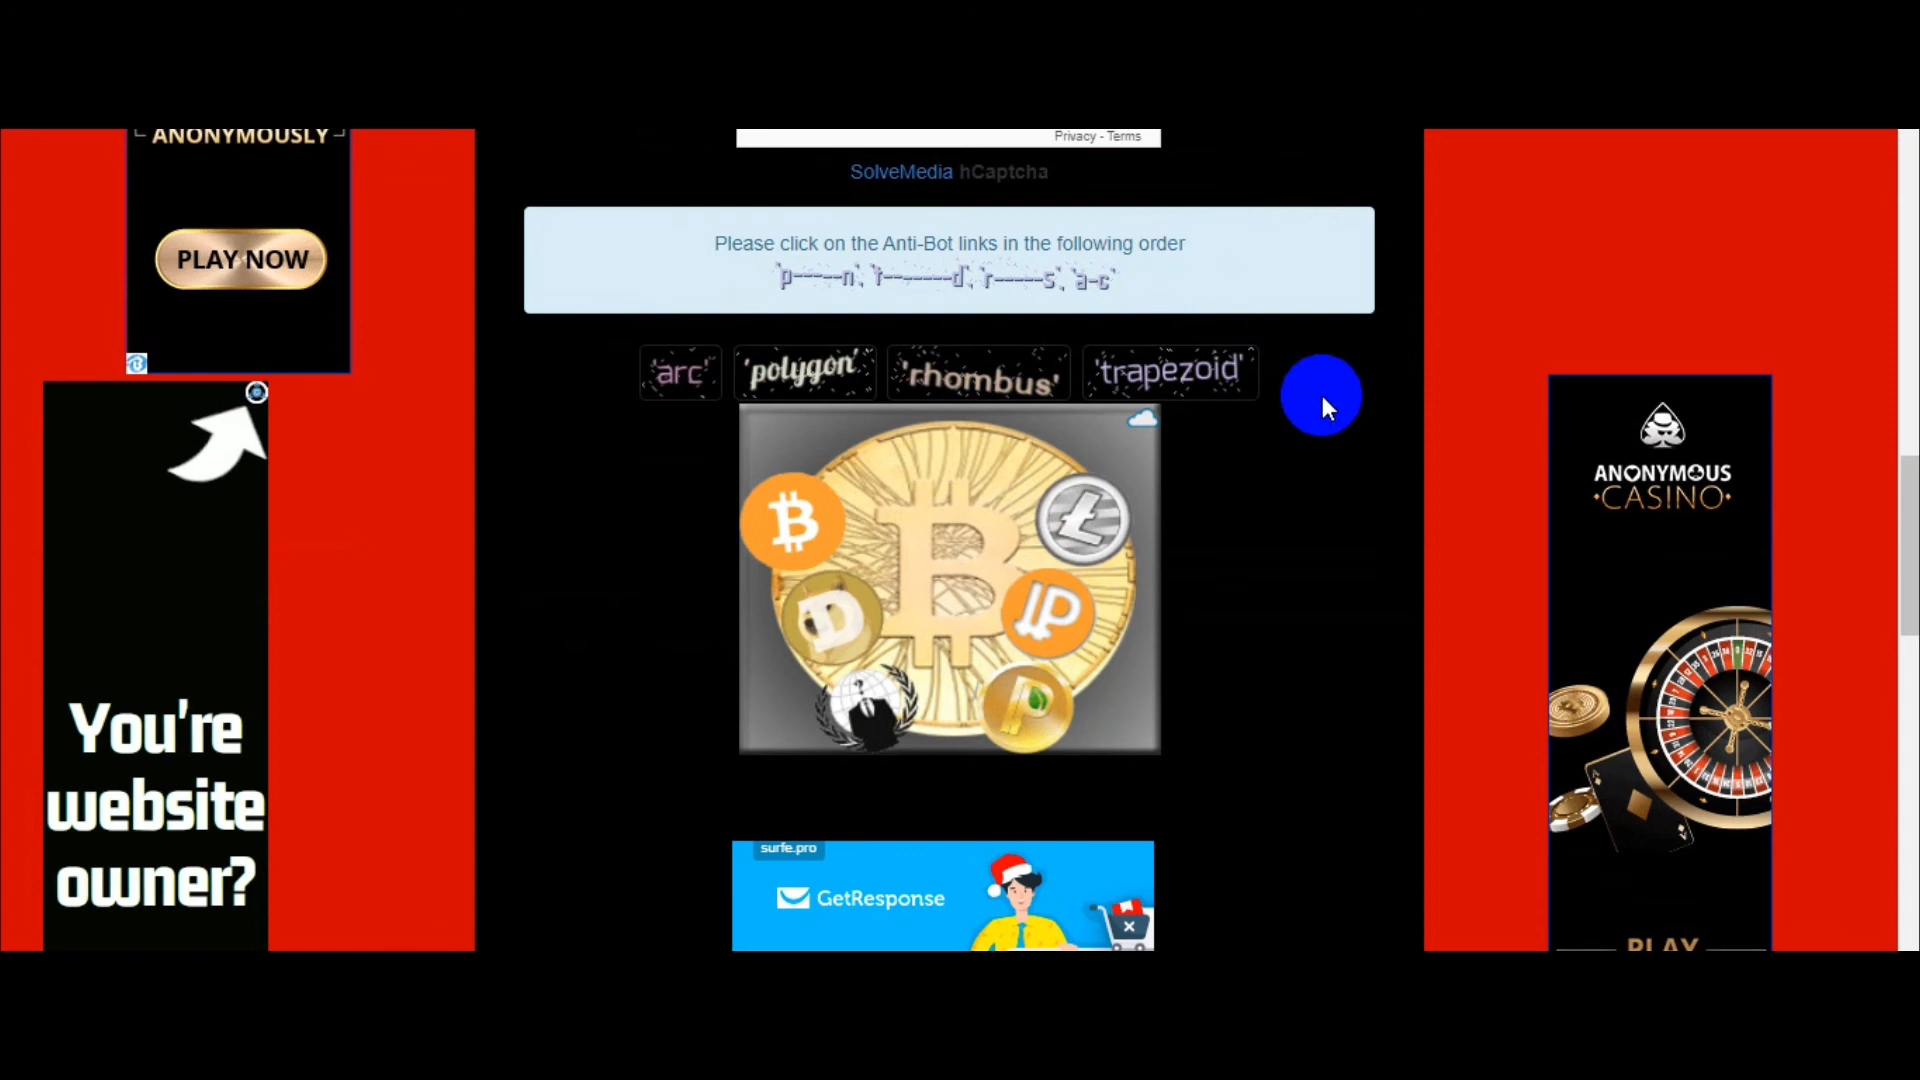 ANONYMOUSLY
PLAY NOW
You're
website
owner?
Privacy - Terms
SolveMedia hCaptcha
Please click on the Anti-Bot links in the following order
'p-----n', 't-------d', 'r-----s', 'a-c'
'arc' 'polygon' 'rhombus' 'trapezoid'
surfe.pro
GetResponse
ANONYMOUS
CASINO
PLAY